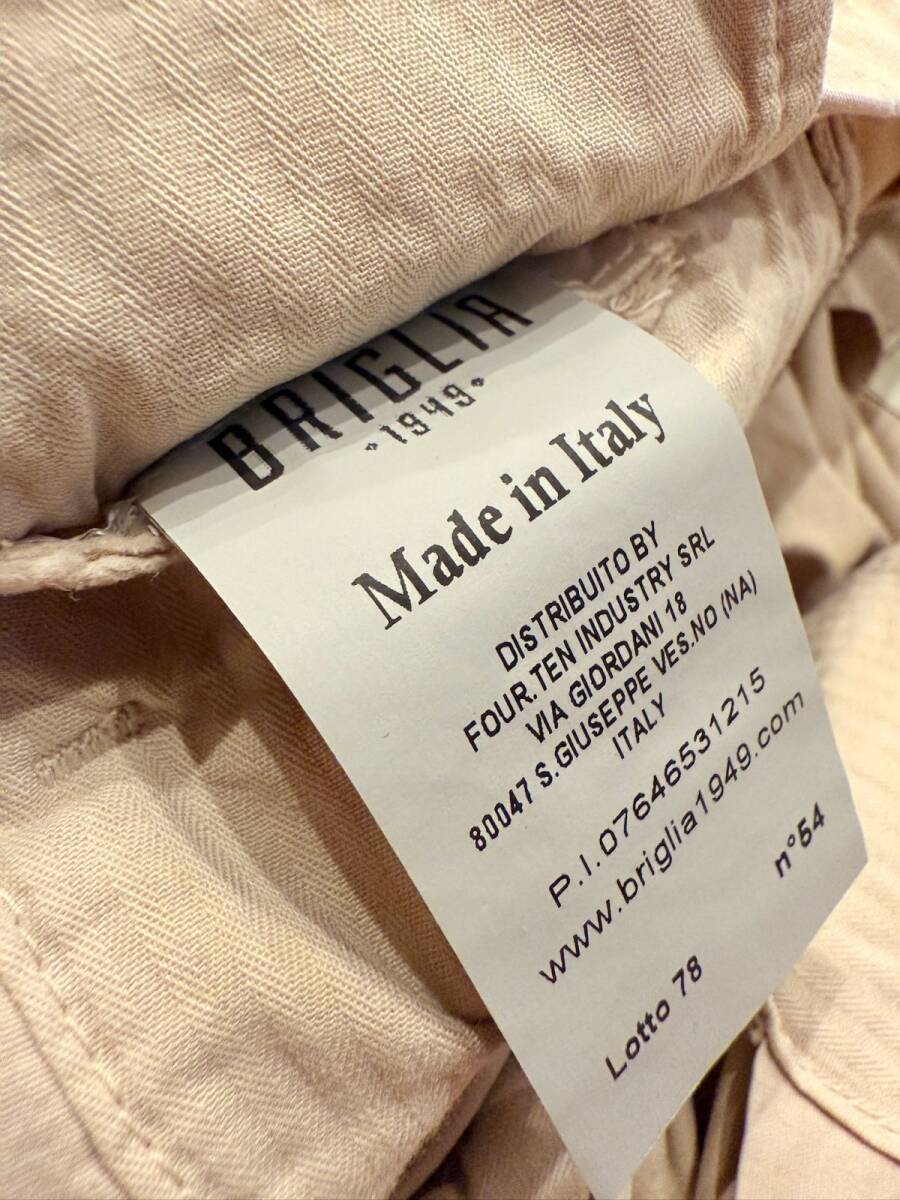 BRIGLIA
•1949•
Made in Italy
DISTRIBUITO BY
FOUR.TEN INDUSTRY SRL
VIA GIORDANI 18
80047 S.GIUSEPPE VES.NO (NA)
ITALY
P.I.07646531215
www.briglia1949.com
n°54
Lotto 78